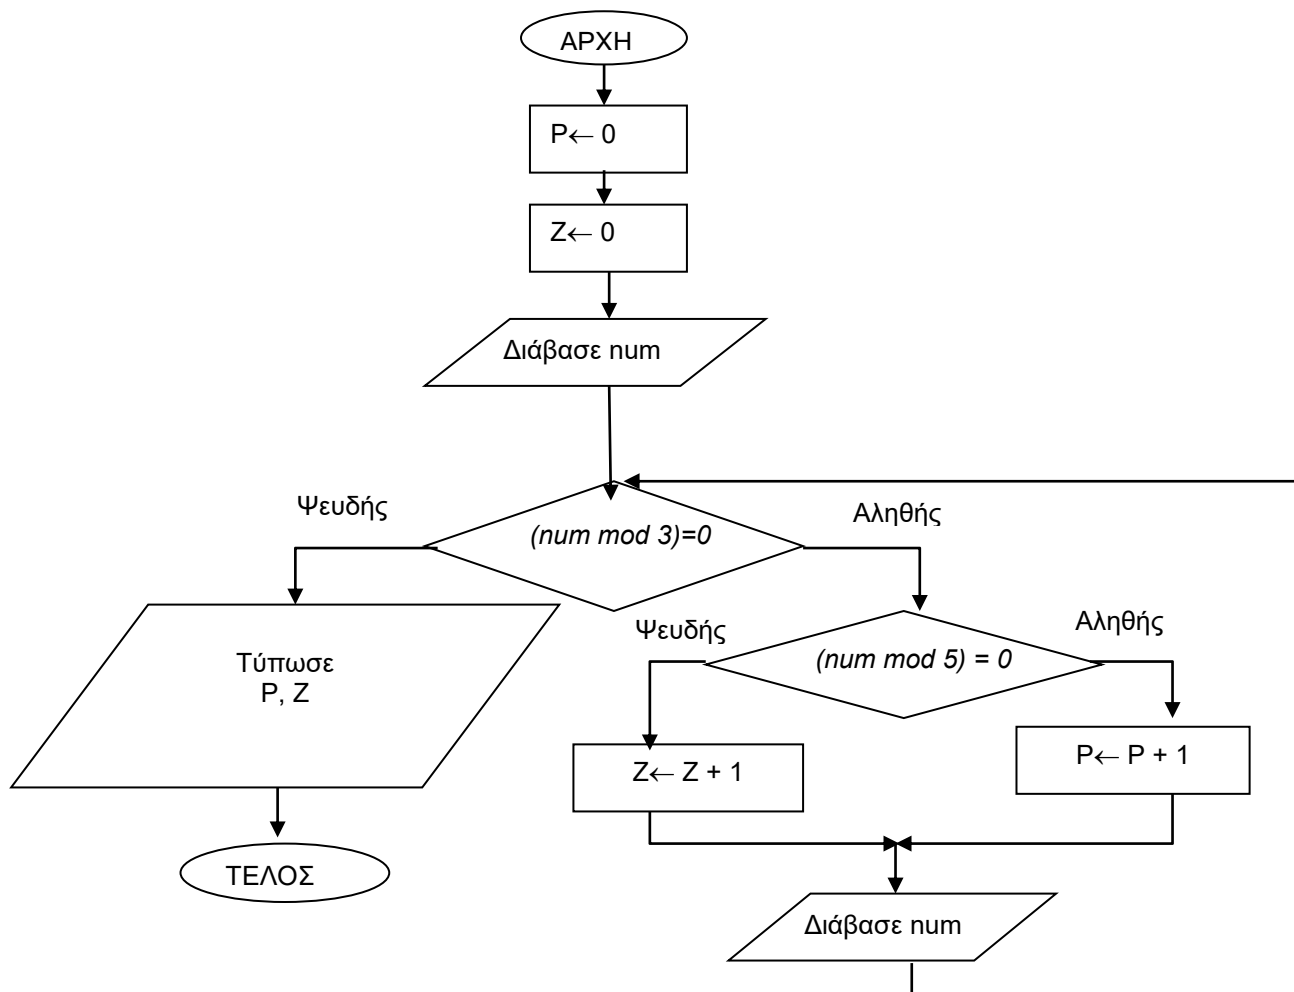 ΑΡΧΗ
P← 0
Z← 0
Διάβασε num
Ψευδής
Αληθής
(num mod 3)=0
Ψευδής
Αληθής
(num mod 5) = 0
Τύπωσε
P, Z
Z← Z + 1
P← P + 1
ΤΕΛΟΣ
Διάβασε num